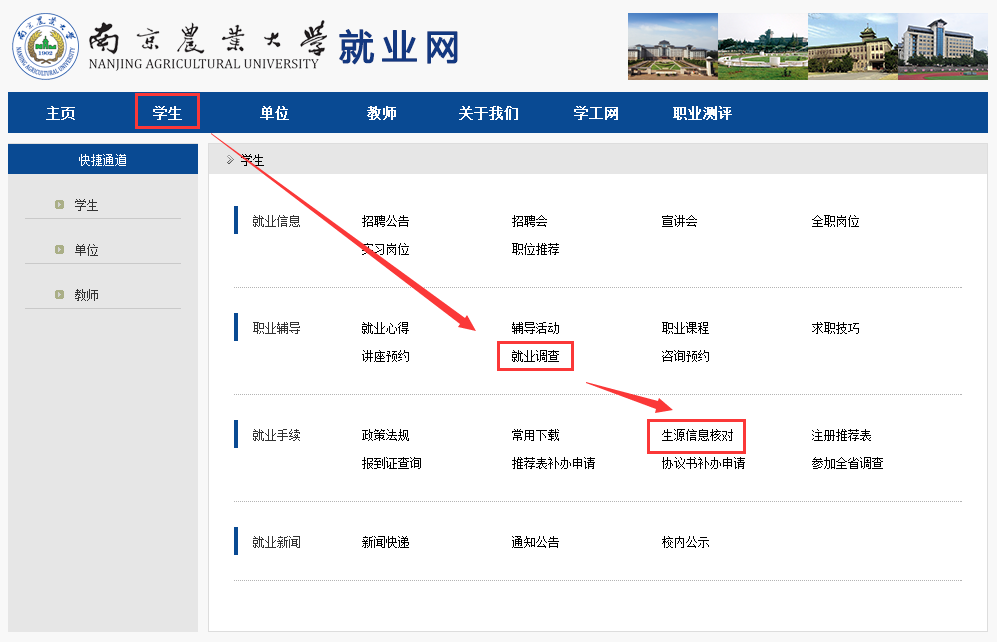 南京農業大學 就业网
NANJING AGRICULTURAL UNIVERSITY
主页 学生 单位 教师 关于我们 学工网 职业测评
快捷通道
学生
单位
教师
学生
就业信息 招聘公告 招聘会 宣讲会 全职岗位
实习岗位 职位推荐
职业辅导 就业心得 辅导活动 职业课程 求职技巧
讲座预约 就业调查 咨询预约
就业手续 政策法规 常用下载 生源信息核对 注册推荐表
报到证查询 推荐表补办申请 协议书补办申请 参加全省调查
就业新闻 新闻快递 通知公告 校内公示